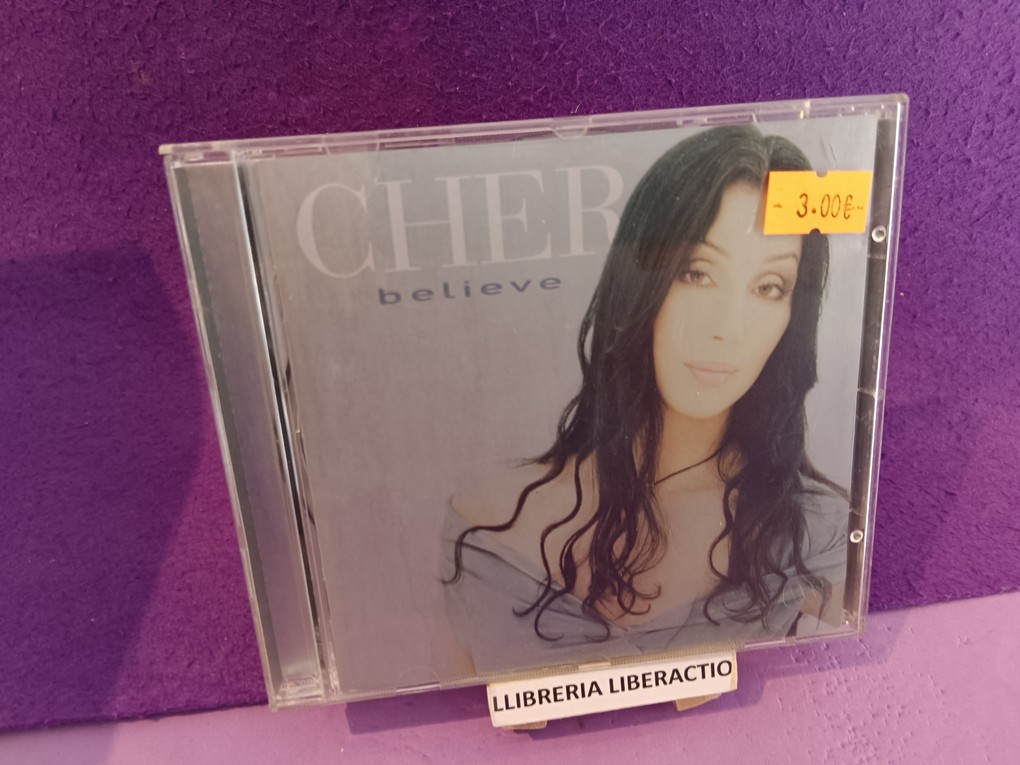 CHER
believe
- 3.00€-
LLIBRERIA LIBERACTIO